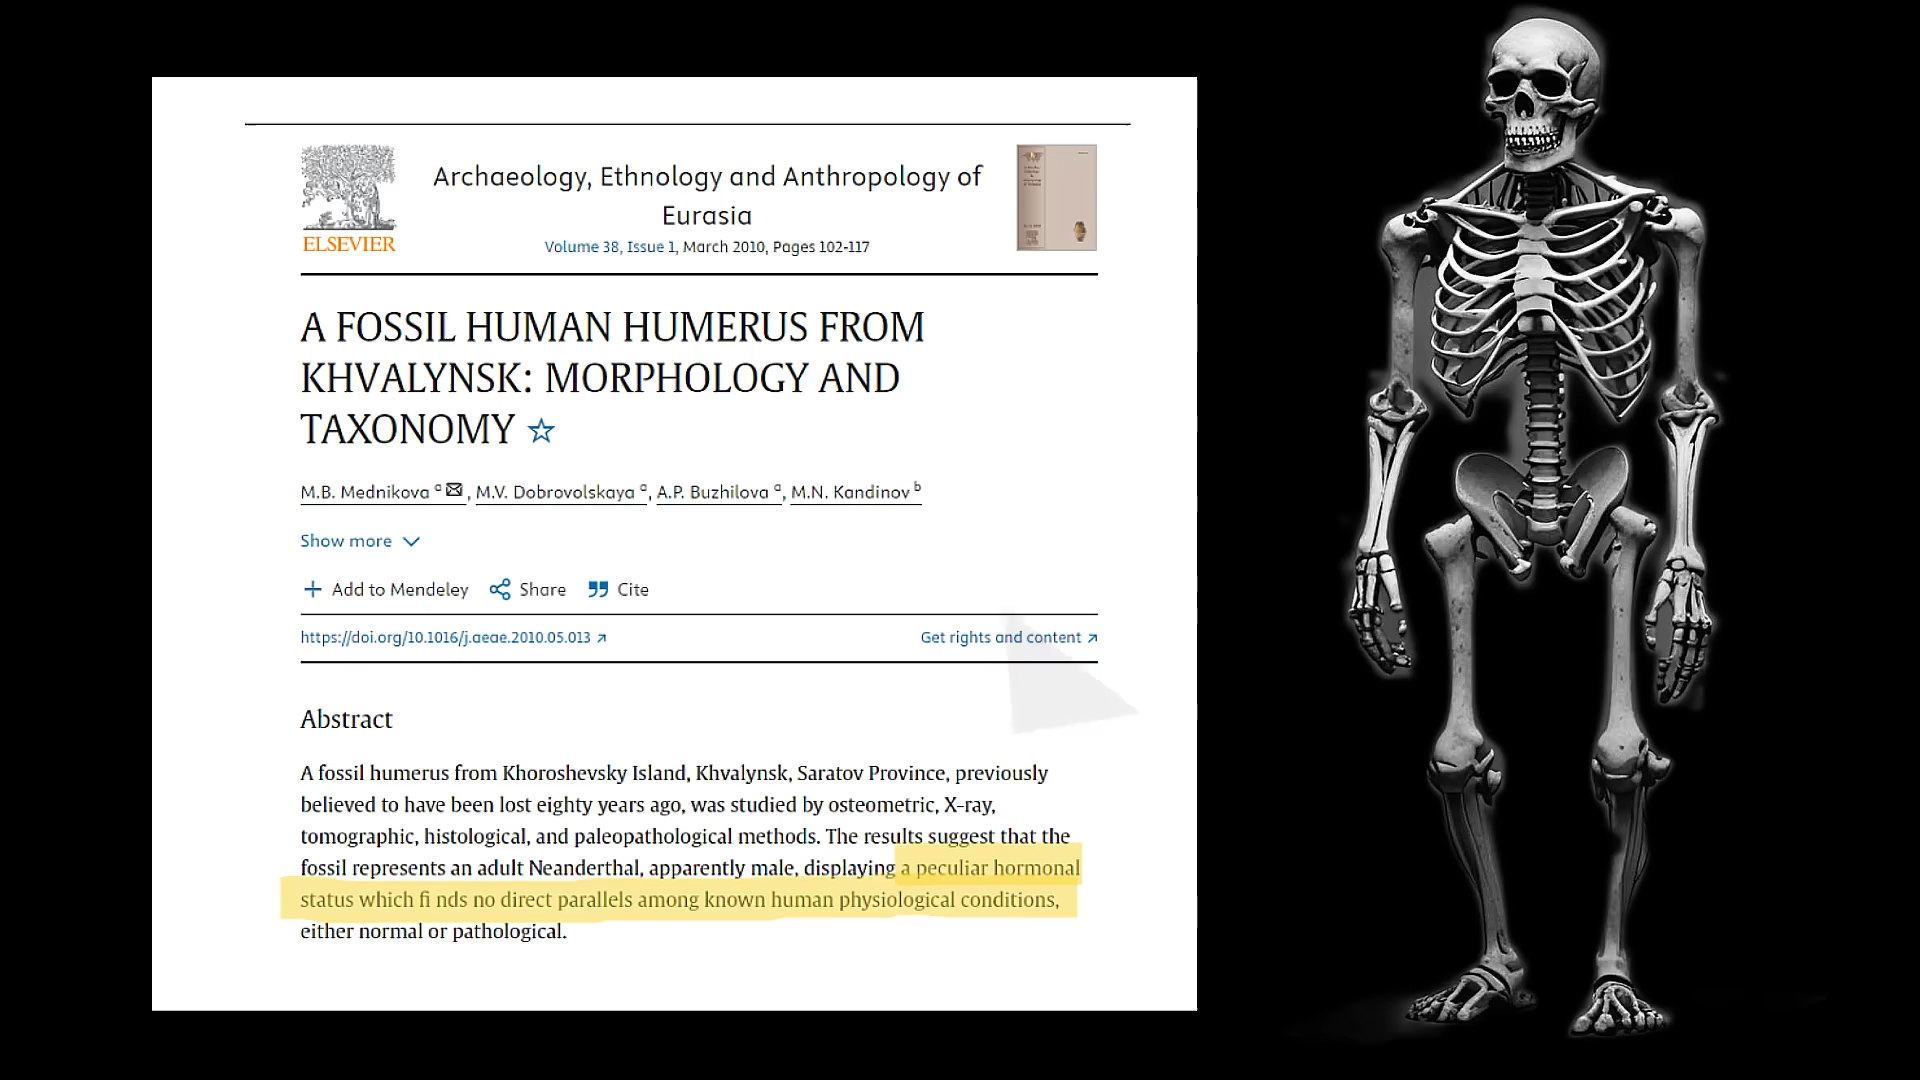 Archaeology, Ethnology and Anthropology of
Eurasia
ELSEVIER
Volume 38, Issue 1, March 2010, Pages 102-117
A FOSSIL HUMAN HUMERUS FROM
KHVALYNSK: MORPHOLOGY AND
TAXONOMY ☆
M.B. Mednikova a, M.V. Dobrovolskaya a, A.P. Buzhilova a, M.N. Kandinov b
Show more
Add to Mendeley Share Cite
https://doi.org/10.1016/j.aeae.2010.05.013 Get rights and content
Abstract
A fossil humerus from Khoroshevsky Island, Khvalynsk, Saratov Province, previously
believed to have been lost eighty years ago, was studied by osteometric, X-ray,
tomographic, histological, and paleopathological methods. The results suggest that the
fossil represents an adult Neanderthal, apparently male, displaying a peculiar hormonal
status which fi nds no direct parallels among known human physiological conditions,
either normal or pathological.